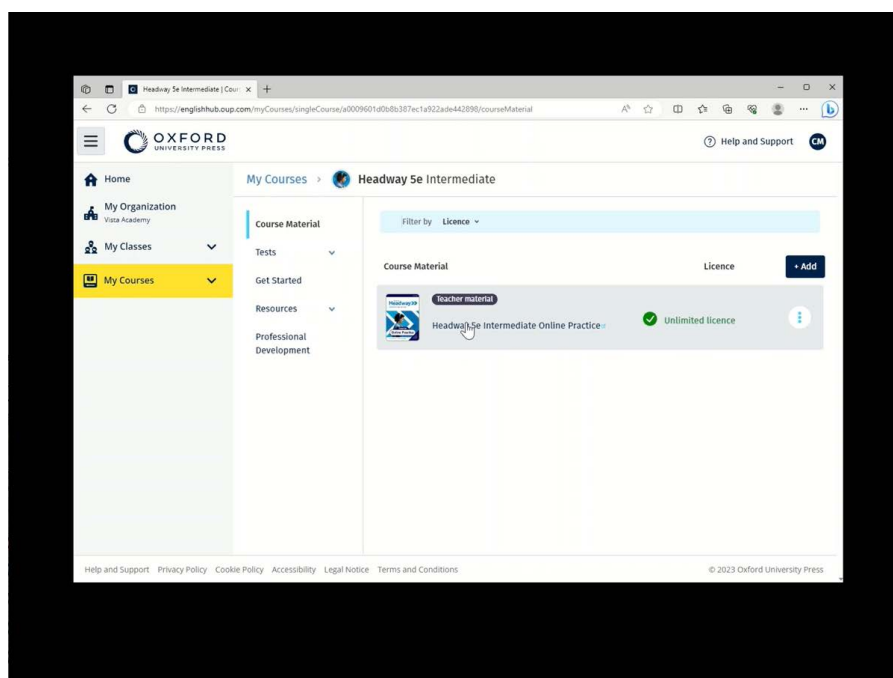 Headway 5e Intermediate | Cour
https://englishhub.oup.com/myCourses/singleCourse/a0009601d0b8b387ec1a922ade442898/courseMaterial
OXFORD
UNIVERSITY PRESS
Help and Support
CM
Home
My Organization
Vista Academy
My Classes
My Courses
My Courses > Headway 5e Intermediate
Course Material
Tests
Get Started
Resources
Professional
Development
Filter by Licence
Course Material Licence + Add
Teacher material
Headway 5e Intermediate Online Practice
Unlimited licence
Headway
Help and Support Privacy Policy Cookie Policy Accessibility Legal Notice Terms and Conditions
© 2023 Oxford University Press